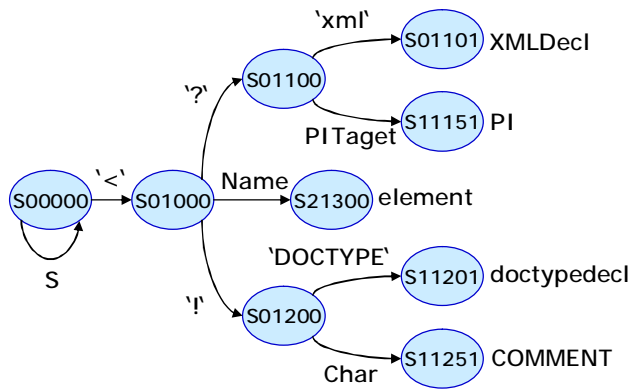 ‘xml‘
S01101 XMLDecl
‘?‘
S01100
PITaget
S11151 PI
‘<‘
Name
S00000
S01000
S21300 element
S
‘DOCTYPE‘
S11201 doctypedecl
‘!‘
S01200
Char
S11251 COMMENT